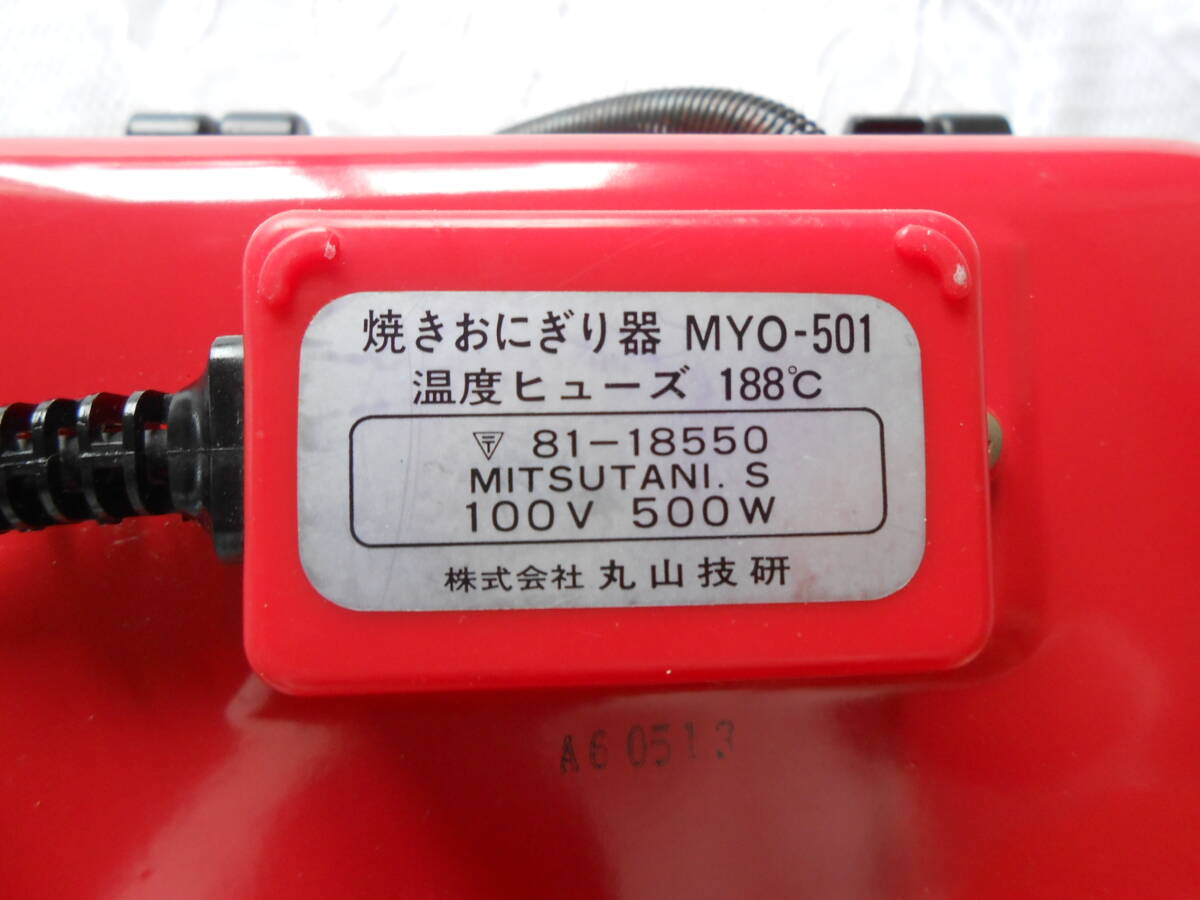 焼きおにぎり器 MYO-501
温度ヒューズ 188℃
〒 81-18550
MITSUTANI. S
100V 500W
株式会社 丸山技研
A60513